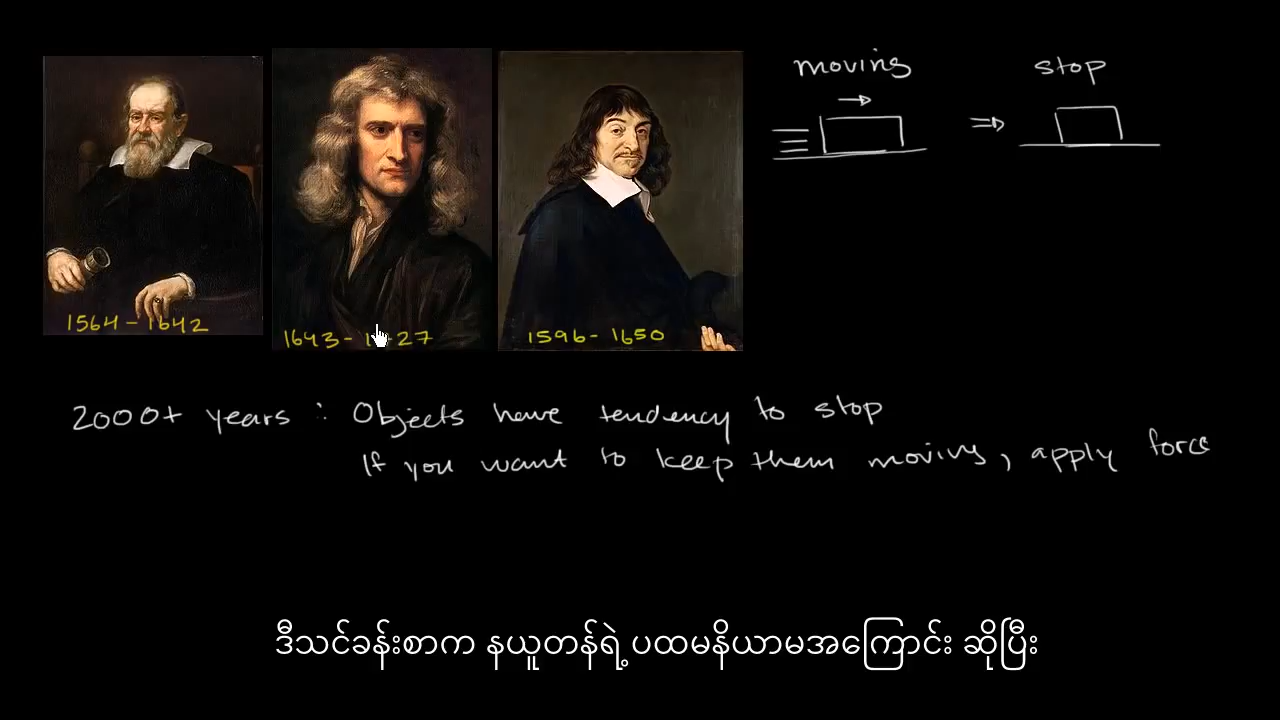 moving
stop
1564 - 1642
1643 - 1 27
1596 - 1650
2000+ years : Objects have tendency to stop
If you want to keep them moving, apply force
ဒီသင်ခန်းစာက နယူတန်ရဲ့ပထမနိယာမအကြောင်း ဆိုပြီး